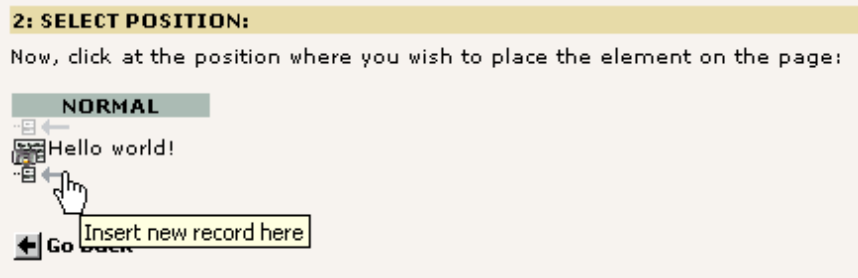 2: SELECT POSITION:
Now, click at the position where you wish to place the element on the page:
NORMAL
Hello world!
Insert new record here
Go